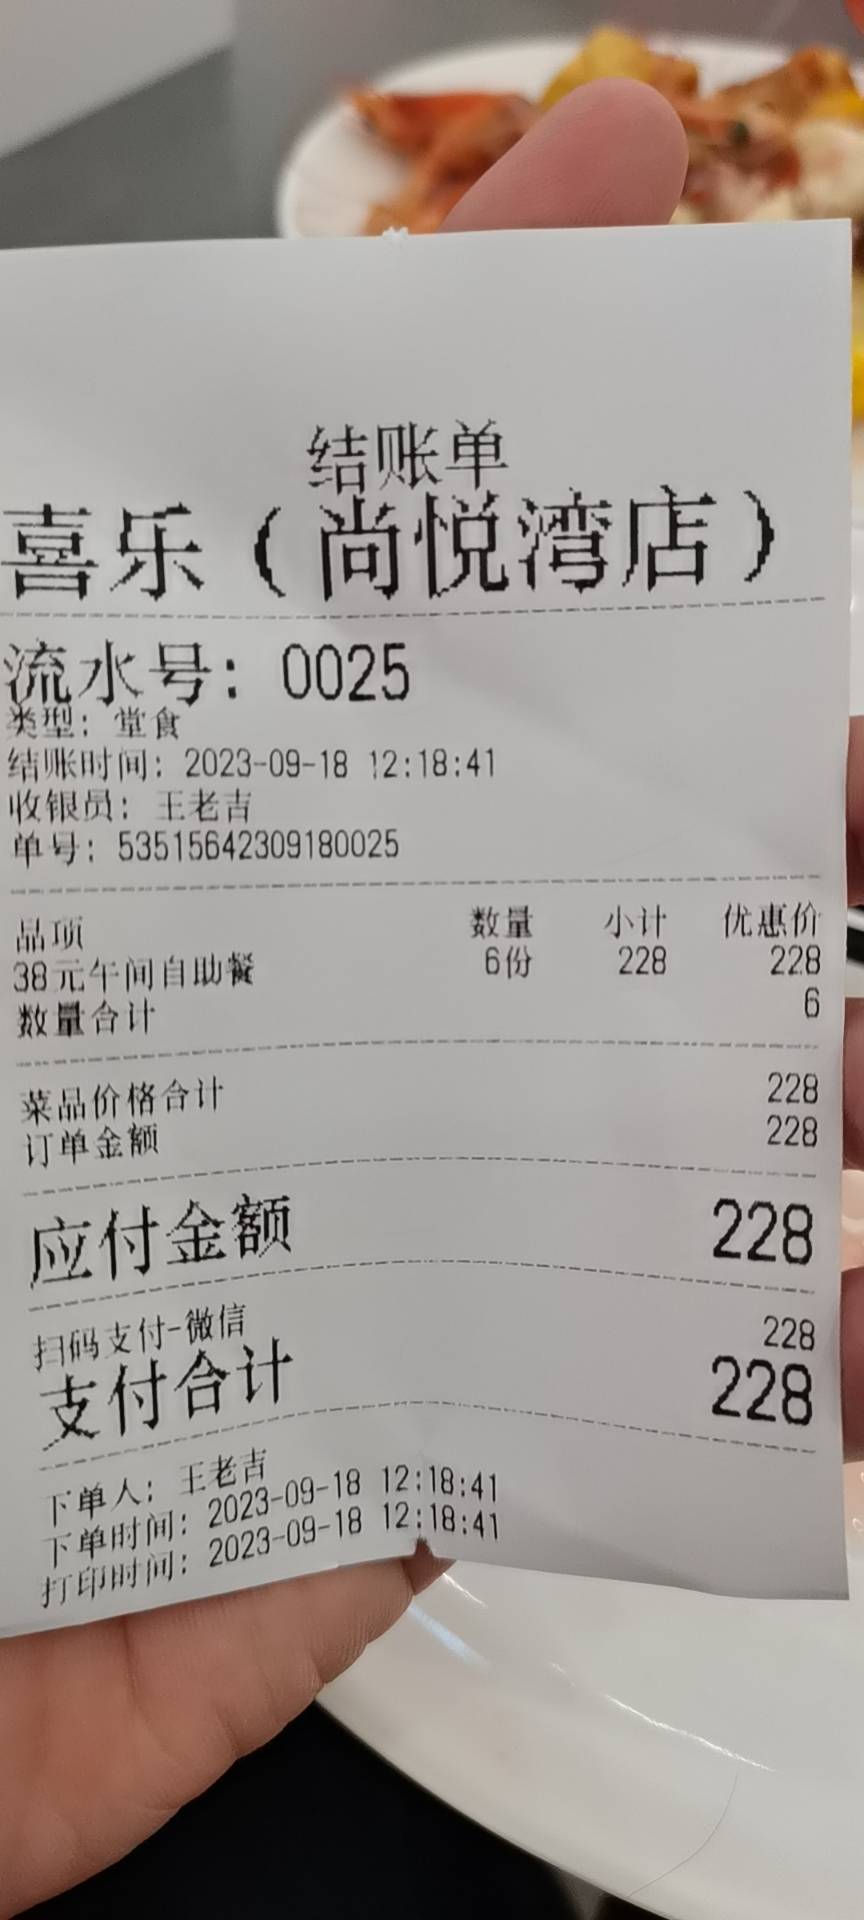 结账单
喜乐（尚悦湾店）
流水号：0025
类型：堂食
结账时间：2023-09-18 12:18:41
收银员：王老吉
单号：53515642309180025
品项 数量 小计 优惠价
38元午间自助餐 6份 228 228
数量合计 6
菜品价格合计 228
订单金额 228
应付金额 228
扫码支付-微信 228
支付合计 228
下单人：王老吉
下单时间：2023-09-18 12:18:41
打印时间：2023-09-18 12:18:41